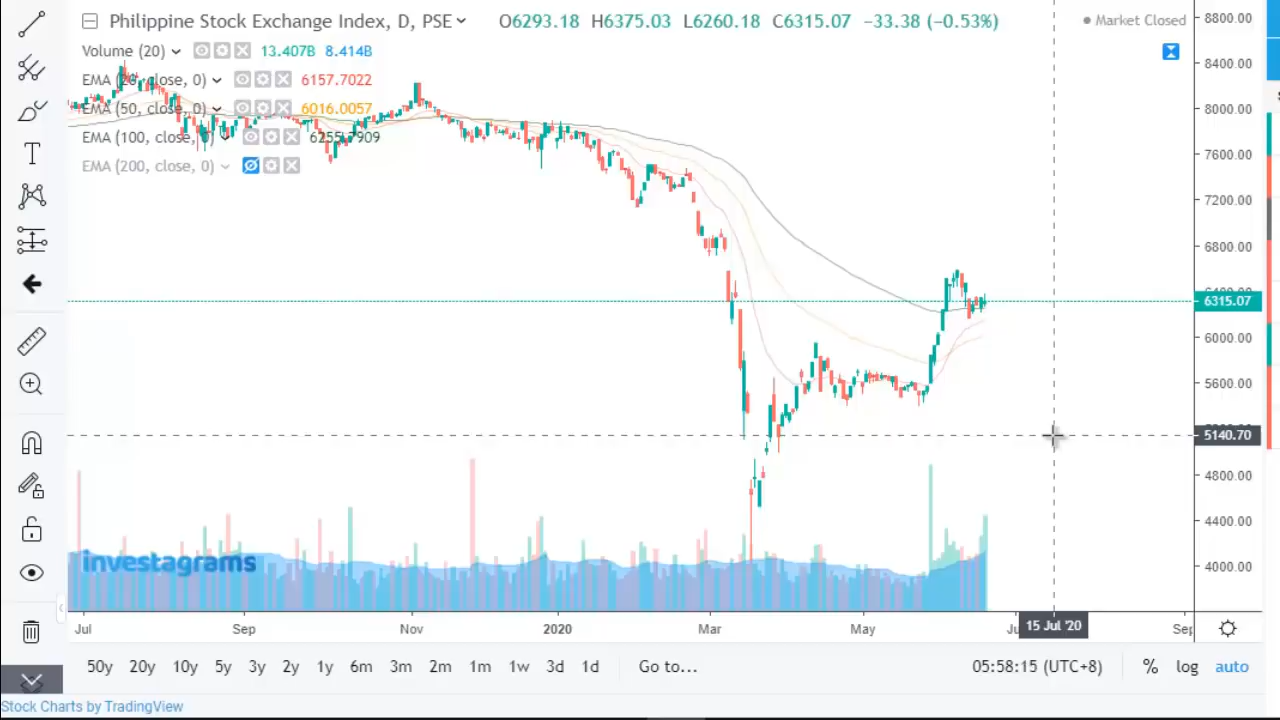 Philippine Stock Exchange Index, D, PSE O6293.18 H6375.03 L6260.18 C6315.07 −33.38 (−0.53%) Market Closed
Volume (20) 13.407B 8.414B
EMA (20, close, 0) 6157.7022
EMA (50, close, 0) 6016.0057
EMA (100, close, 0) 6255.7909
EMA (200, close, 0)
8800.00
8400.00
8000.00
7600.00
7200.00
6800.00
6400.00
6315.07
6000.00
5600.00
5140.70
4800.00
4400.00
4000.00
investagrams
Jul Sep Nov 2020 Mar May 15 Jul '20 Sep
50y 20y 10y 5y 3y 2y 1y 6m 3m 2m 1m 1w 3d 1d Go to... 05:58:15 (UTC+8) % log auto
Stock Charts by TradingView